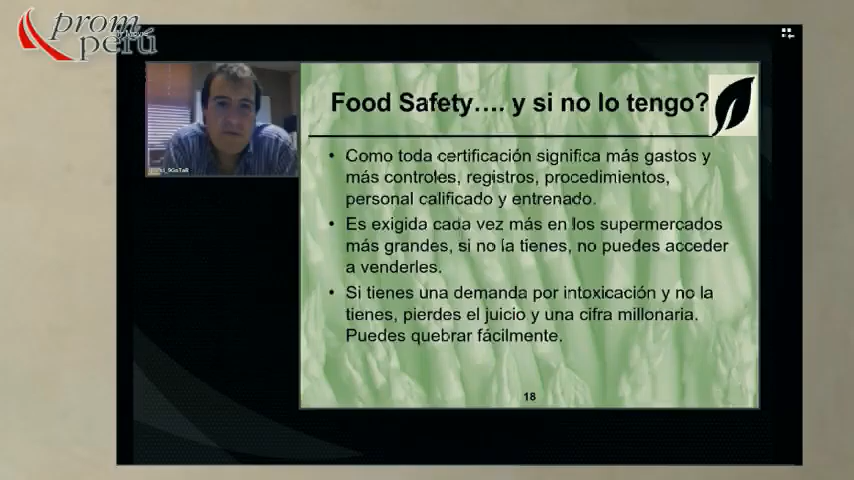 prom
perú
Food Safety…. y si no lo tengo?
• Como toda certificación significa más gastos y
más controles, registros, procedimientos,
personal calificado y entrenado.
• Es exigida cada vez más en los supermercados
más grandes, si no la tienes, no puedes acceder
a venderles.
• Si tienes una demanda por intoxicación y no la
tienes, pierdes el juicio y una cifra millonaria.
Puedes quebrar fácilmente.
18